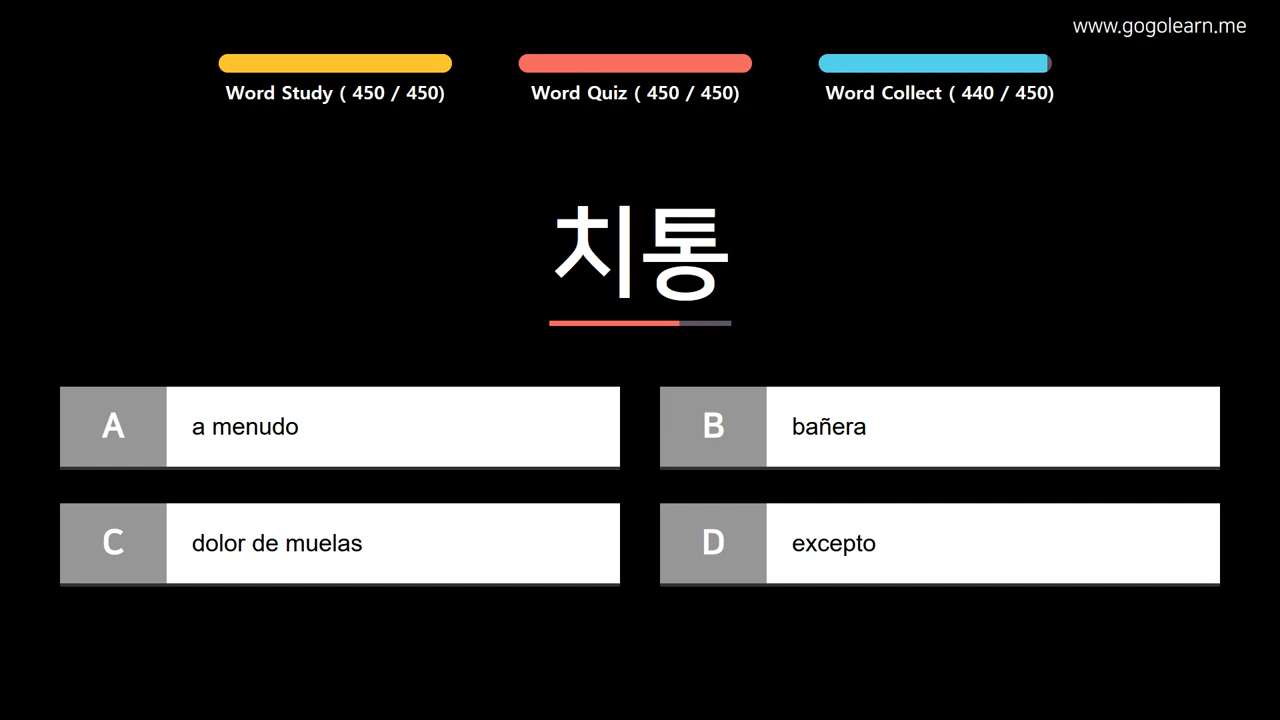 www.gogolearn.me
Word Study ( 450 / 450)
Word Quiz ( 450 / 450)
Word Collect ( 440 / 450)
치통
A
a menudo
B
bañera
C
dolor de muelas
D
excepto